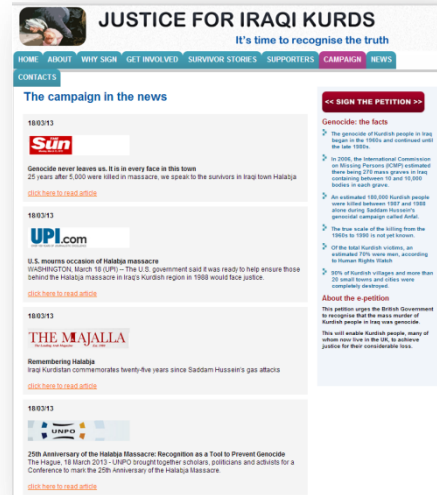 JUSTICE FOR IRAQI KURDS
It's time to recognise the truth
HOME ABOUT WHY SIGN GET INVOLVED SURVIVOR STORIES SUPPORTERS CAMPAIGN NEWS
CONTACTS
The campaign in the news
18/03/13
THE Sun
Genocide never leaves us. It is in every face in this town
25 years after 5,000 were killed in massacre, we speak to the survivors in Iraqi town Halabja
click here to read article
18/03/13
UPI.com
U.S. mourns occasion of Halabja massacre
WASHINGTON, March 18 (UPI) – The U.S. government said it was ready to help ensure those
behind the Halabja massacre in Iraq's Kurdish region in 1988 would face justice.
click here to read article
18/03/13
THE MAJALLA
The Leading Arab Magazine
Remembering Halabja
Iraqi Kurdistan commemorates twenty-five years since Saddam Hussein's gas attacks
click here to read article
18/03/13
UNPO
25th Anniversary of the Halabja Massacre: Recognition as a Tool to Prevent Genocide
The Hague, 18 March 2013 - UNPO brought together scholars, politicians and activists for a
Conference to mark the 25th Anniversary of the Halabja Massacre.
click here to read article
<< SIGN THE PETITION >>
Genocide: the facts
The genocide of Kurdish people in Iraq
began in the 1960s and continued until
the late 1980s.
In 2006, the International Commission
on Missing Persons (ICMP) estimated
there being 270 mass graves in Iraq
containing between 10 and 10,000
bodies in each grave.
An estimated 180,000 Kurdish people
were killed between 1987 and 1988
alone during Saddam Hussein's
genocidal campaign called Anfal.
The true scale of the killing from the
1960s to 1990 is not yet known.
Of the total Kurdish victims, an
estimated 70% were men, according
to Human Rights Watch
90% of Kurdish villages and more than
20 small towns and cities were
completely destroyed.
About the e-petition
This petition urges the British Government
to recognise that the mass murder of
Kurdish people in Iraq was genocide.
This will enable Kurdish people, many of
whom now live in the UK, to achieve
justice for their considerable loss.